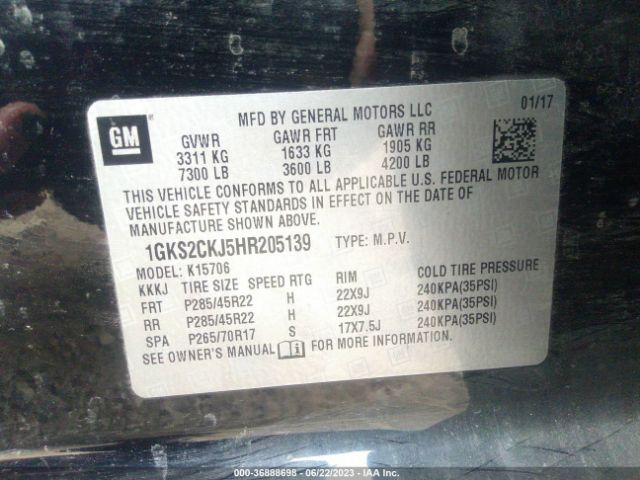 GM
MFD BY GENERAL MOTORS LLC
01/17
GVWR GAWR FRT GAWR RR
3311 KG 1633 KG 1905 KG
7300 LB 3600 LB 4200 LB
THIS VEHICLE CONFORMS TO ALL APPLICABLE U.S. FEDERAL MOTOR
VEHICLE SAFETY STANDARDS IN EFFECT ON THE DATE OF
MANUFACTURE SHOWN ABOVE.
1GKS2CKJ5HR205139 TYPE: M.P.V.
MODEL: K15706
KKKJ TIRE SIZE SPEED RTG RIM COLD TIRE PRESSURE
FRT P285/45R22 H 22X9J 240KPA(35PSI)
RR P285/45R22 H 22X9J 240KPA(35PSI)
SPA P265/70R17 S 17X7.5J 240KPA(35PSI)
SEE OWNER'S MANUAL FOR MORE INFORMATION.
000-36888698 - 06/22/2023 - IAA Inc.